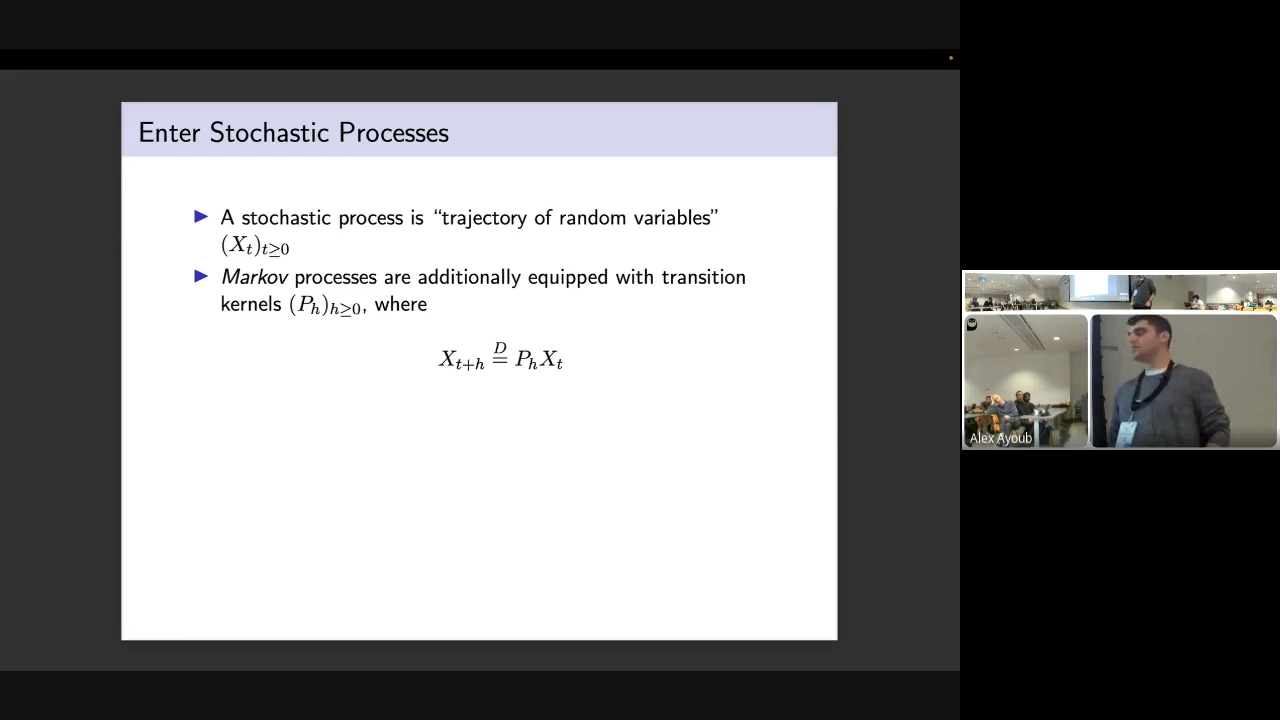 Enter Stochastic Processes
▶ A stochastic process is “trajectory of random variables”
(X_t)_{t≥0}
▶ Markov processes are additionally equipped with transition
kernels (P_h)_{h≥0}, where
X_{t+h} \overset{D}{=} P_h X_t
Alex Ayoub